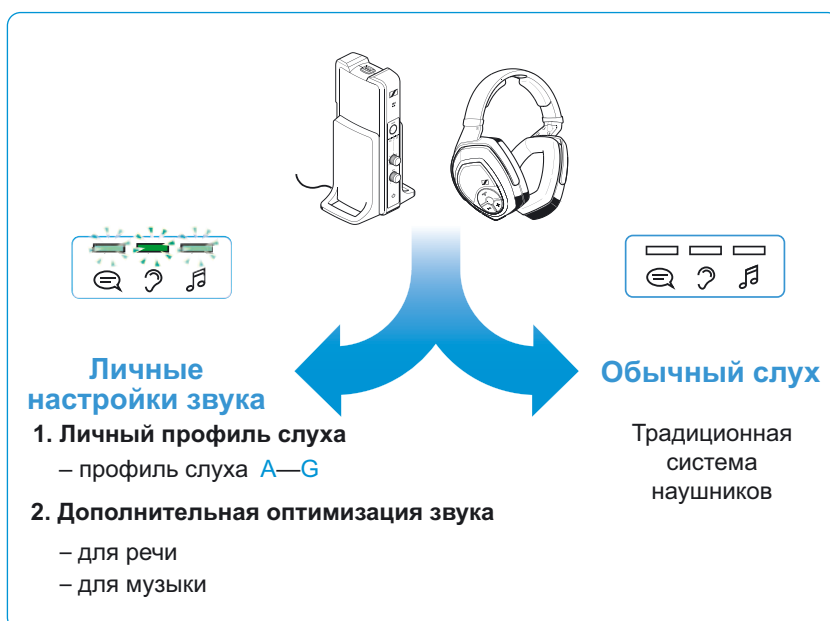 Личные
настройки звука
1. Личный профиль слуха
– профиль слуха A—G
2. Дополнительная оптимизация звука
– для речи
– для музыки
Обычный слух
Традиционная
система
наушников